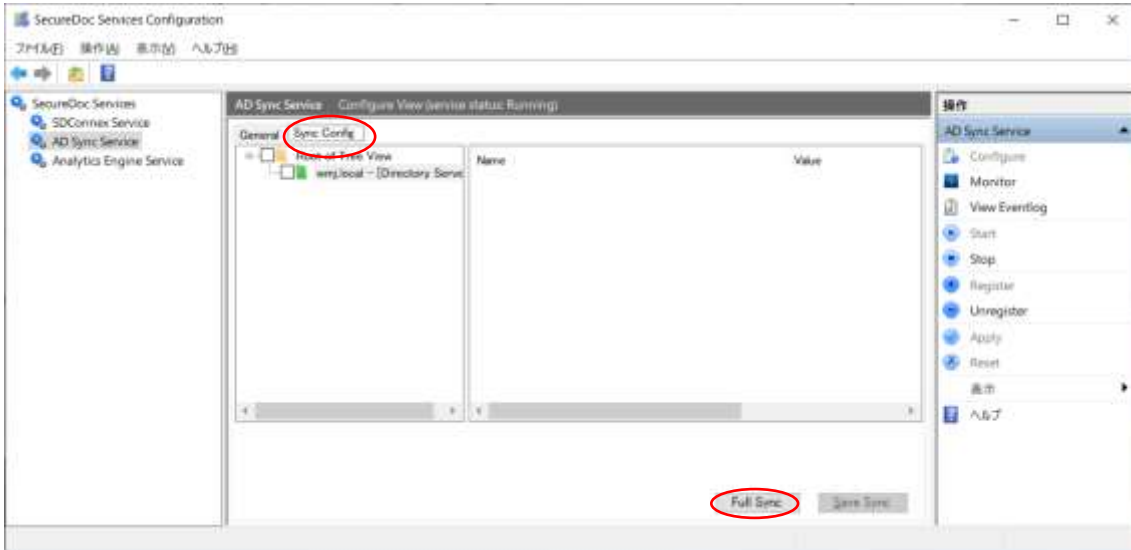 SecureDoc Services Configuration
ファイル(F) 操作(A) 表示(V) ヘルプ(H)
SecureDoc Services
SDConnex Service
AD Sync Service
Analytics Engine Service
AD Sync Service Configure View (service status: Running)
General Sync Config
Root of Tree View
wmj.local - [Directory Serve
Name Value
Full Sync Save Sync
操作
AD Sync Service
Configure
Monitor
View Eventlog
Start
Stop
Register
Unregister
Apply
Reset
表示
ヘルプ